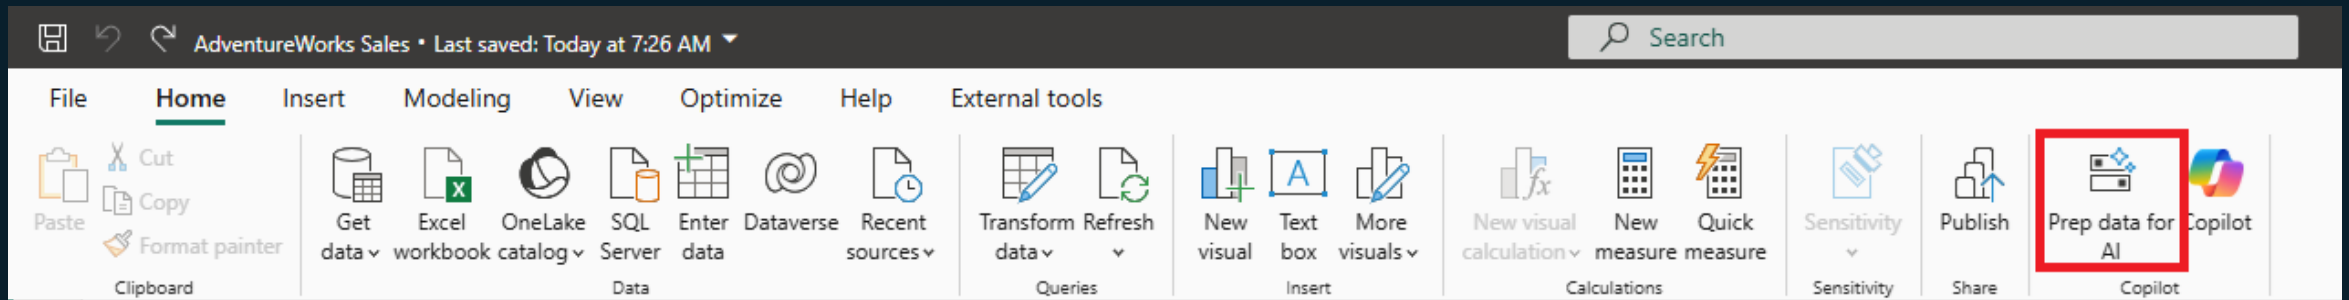 AdventureWorks Sales • Last saved: Today at 7:26 AM
Search
File Home Insert Modeling View Optimize Help External tools
Paste
Cut
Copy
Format painter
Clipboard
Get
data
Excel
workbook
OneLake
catalog
SQL
Server
Enter
data
Dataverse
Recent
sources
Data
Transform
data
Refresh
Queries
New
visual
Text
box
More
visuals
Insert
New visual
calculation
New
measure
Quick
measure
Calculations
Sensitivity
Sensitivity
Publish
Share
Prep data for
AI
Copilot
Copilot